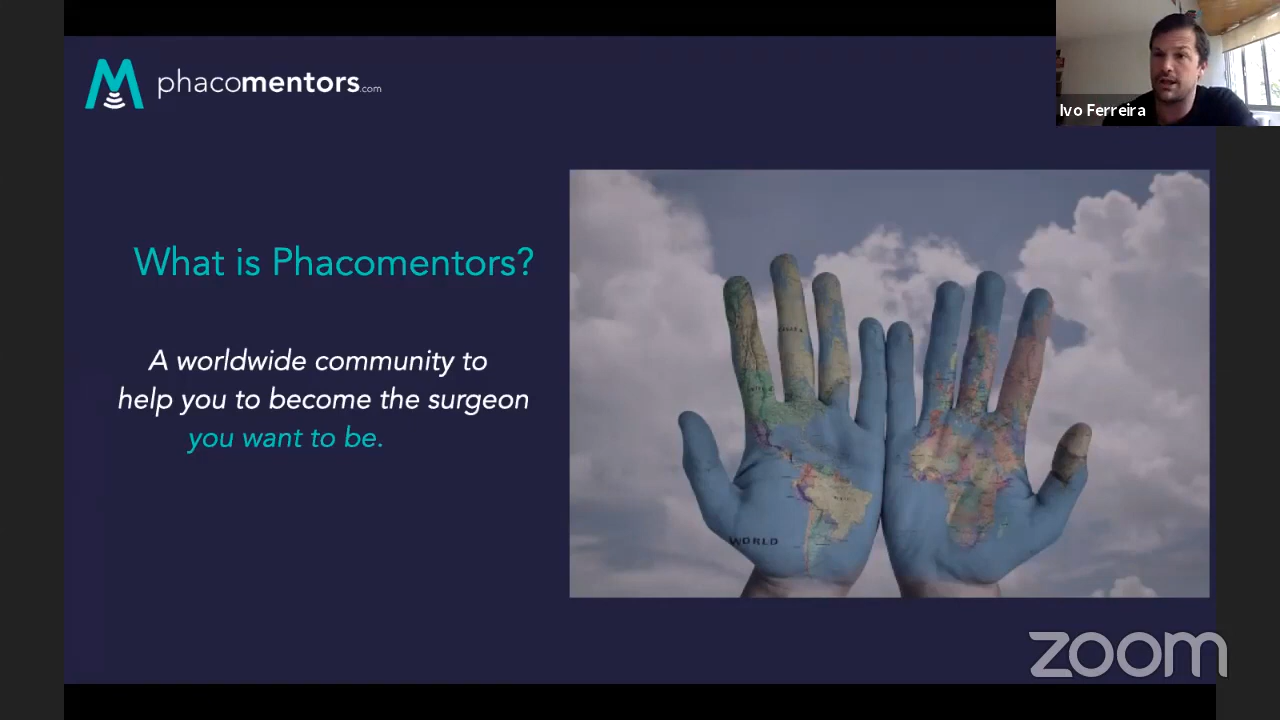 phacomentors.com
Ivo Ferreira
What is Phacomentors?
A worldwide community to
help you to become the surgeon
you want to be.
WORLD
zoom